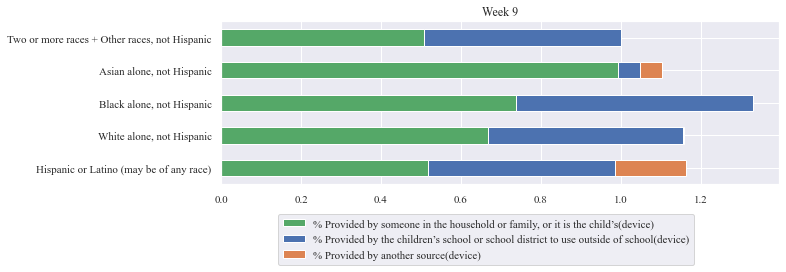 Week 9
Two or more races + Other races, not Hispanic
Asian alone, not Hispanic
Black alone, not Hispanic
White alone, not Hispanic
Hispanic or Latino (may be of any race)
0.0 0.2 0.4 0.6 0.8 1.0 1.2
% Provided by someone in the household or family, or it is the child's(device)
% Provided by the children's school or school district to use outside of school(device)
% Provided by another source(device)